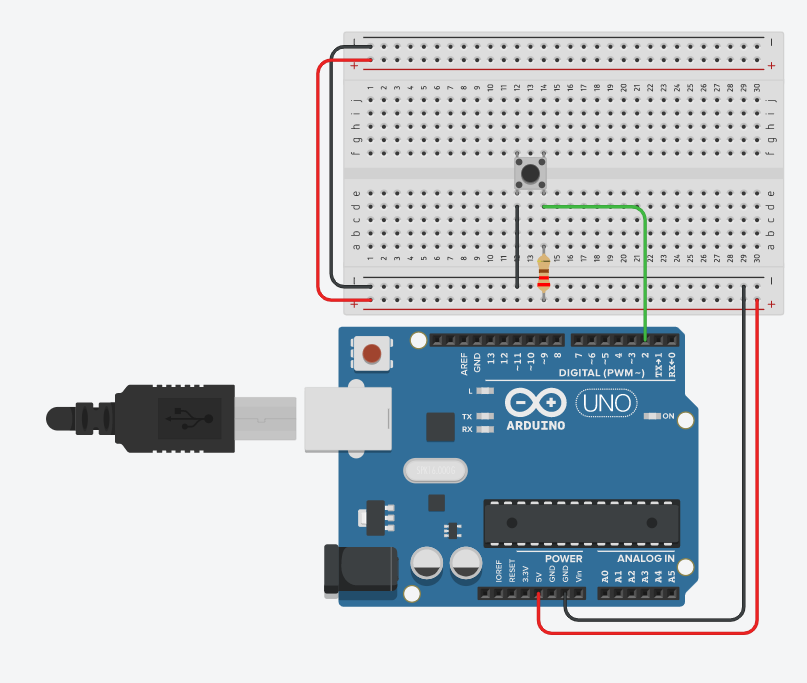 - -
+ +
1 2 3 4 5 6 7 8 9 10 11 12 13 14 15 16 17 18 19 20 21 22 23 24 25 26 27 28 29 30
j j
i i
h h
g g
f f
e e
d d
c c
b b
a a
1 2 3 4 5 6 7 8 9 10 11 12 13 14 15 16 17 18 19 20 21 22 23 24 25 26 27 28 29 30
- -
+ +
AREF GND 13 12 ~11 ~10 ~9 8 7 ~6 ~5 4 ~3 2 TX→1 RX←0
DIGITAL (PWM~)
L
TX
RX
UNO
ON
ARDUINO
POWER ANALOG IN
IOREF RESET 3.3V 5V GND GND Vin A0 A1 A2 A3 A4 A5